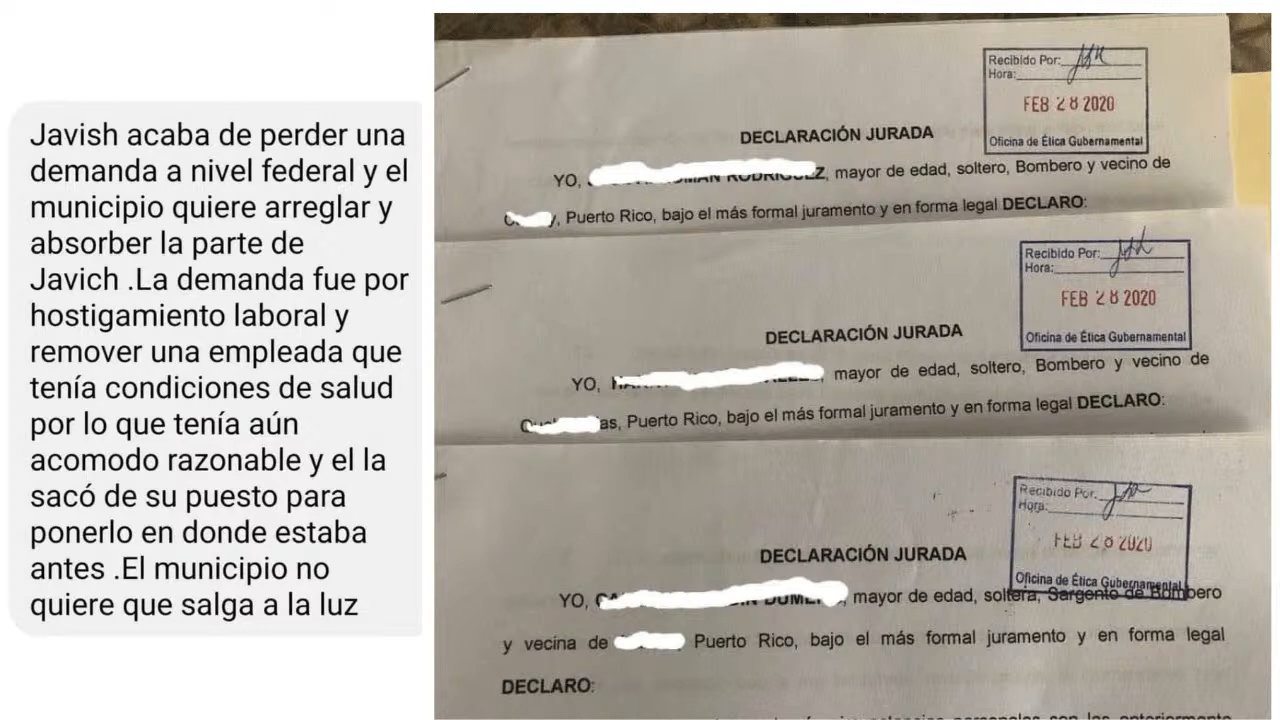 Javish acaba de perder una
demanda a nivel federal y el
municipio quiere arreglar y
absorber la parte de
Javich .La demanda fue por
hostigamiento laboral y
remover una empleada que
tenía condiciones de salud
por lo que tenía aún
acomodo razonable y el la
sacó de su puesto para
ponerlo en donde estaba
antes .El municipio no
quiere que salga a la luz
Recibido Por:
Hora:
FEB 28 2020
Oficina de Ética Gubernamental
DECLARACIÓN JURADA
YO, RODRIGUEZ, mayor de edad, soltero, Bombero y vecino de
, Puerto Rico, bajo el más formal juramento y en forma legal DECLARO:
Recibido Por:
Hora:
FEB 28 2020
Oficina de Ética Gubernamental
DECLARACIÓN JURADA
YO, mayor de edad, soltero, Bombero y vecino de
as, Puerto Rico, bajo el más formal juramento y en forma legal DECLARO:
Recibido Por:
Hora:
FEB 28 2020
Oficina de Ética Gubernamental
DECLARACIÓN JURADA
YO, , mayor de edad, soltera, Sargento de Bombero
y vecina de Puerto Rico, bajo el más formal juramento y en forma legal
DECLARO: